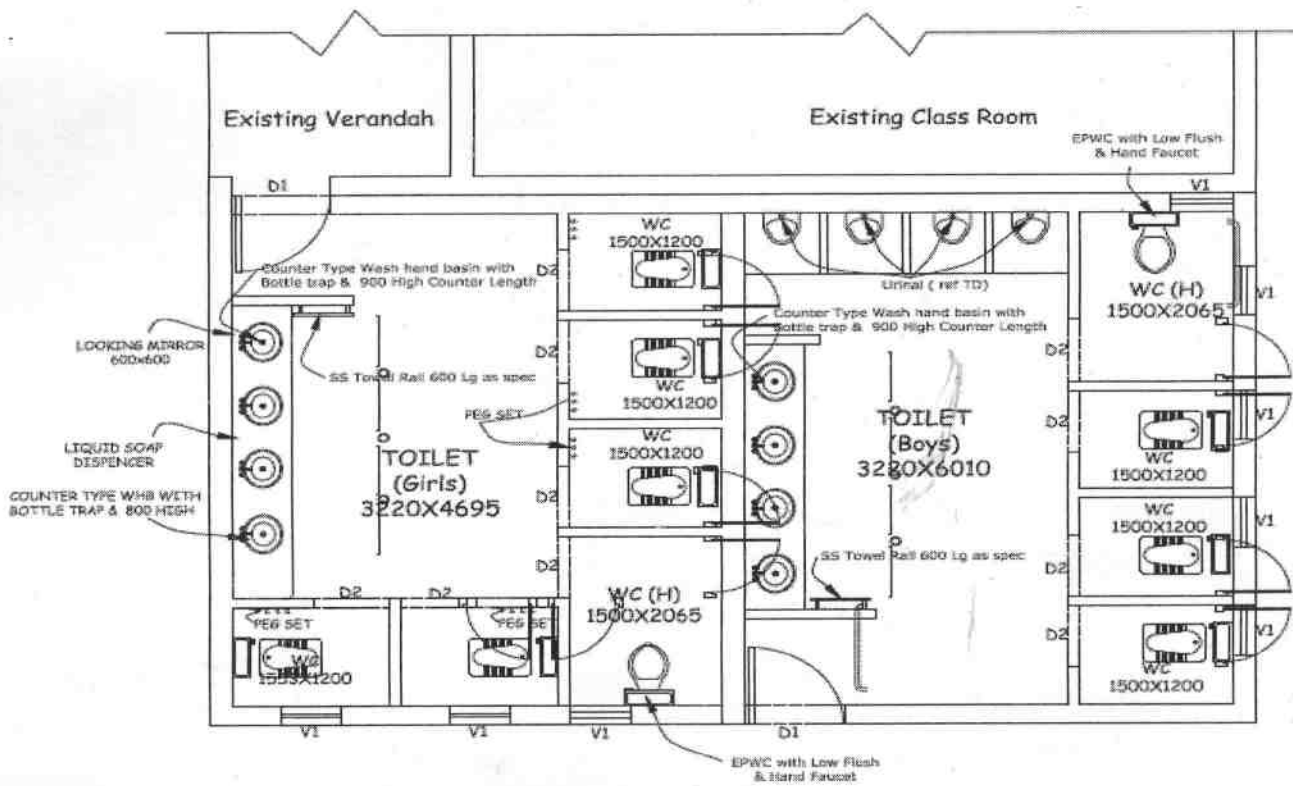 Existing Verandah
Existing Class Room
EPWC with Low Flush
& Hand Faucet
D1
V1
WC
1500X1200
D2
Counter Type Wash hand basin with
Bottle trap & 900 High Counter Length
Urinal ( ref TD)
WC (H)
1500X2065
V1
Counter Type Wash hand basin with
Bottle trap & 900 High Counter Length
LOOKING MIRROR
600x600
SS Towel Rail 600 Lg as spec
D2
WC
1500X1200
D2
PEG SET
V1
WC
1500X1200
TOILET
(Girls)
3220X4695
TOILET
(Boys)
3220X6010
WC
1500X1200
D2
LIQUID SOAP
DISPENCER
D2
COUNTER TYPE WHB WITH
BOTTLE TRAP & 800 HIGH
WC
1500X1200
V1
SS Towel Rail 600 Lg as spec
D2
D2
D2
D2
WC (H)
1500X2065
PEG SET
PEG SET
D2
V1
WC
1553X1200
WC
1500X1200
V1
V1
V1
D1
EPWC with Low Flush
& Hand Faucet